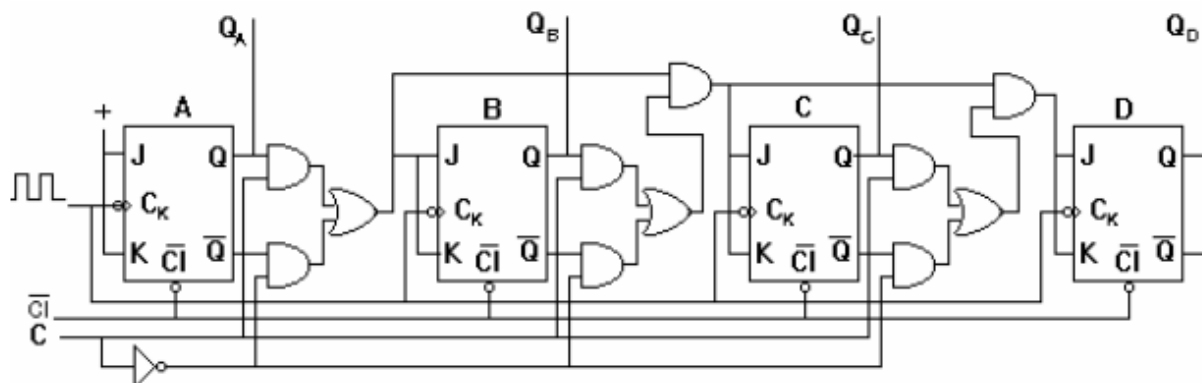 Q_A Q_B Q_C Q_D
+ A B C D
J Q J Q J Q J Q
C_K C_K C_K C_K
K C̅l̅ Q̅ K C̅l̅ Q̅ K C̅l̅ Q̅ K C̅l̅ Q̅
C̅l̅
C